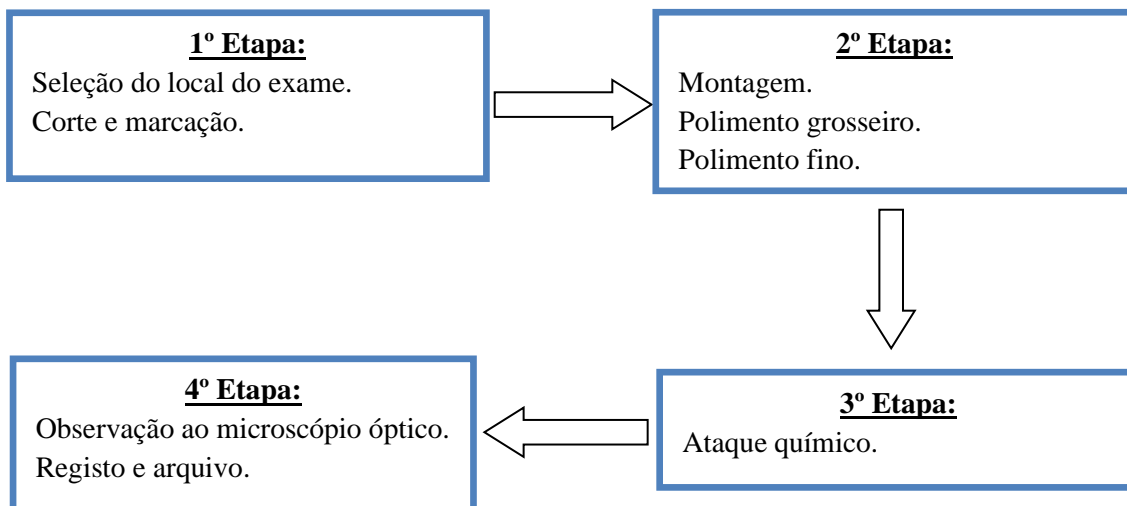 1º Etapa:
Seleção do local do exame.
Corte e marcação.
2º Etapa:
Montagem.
Polimento grosseiro.
Polimento fino.
3º Etapa:
Ataque químico.
4º Etapa:
Observação ao microscópio óptico.
Registo e arquivo.